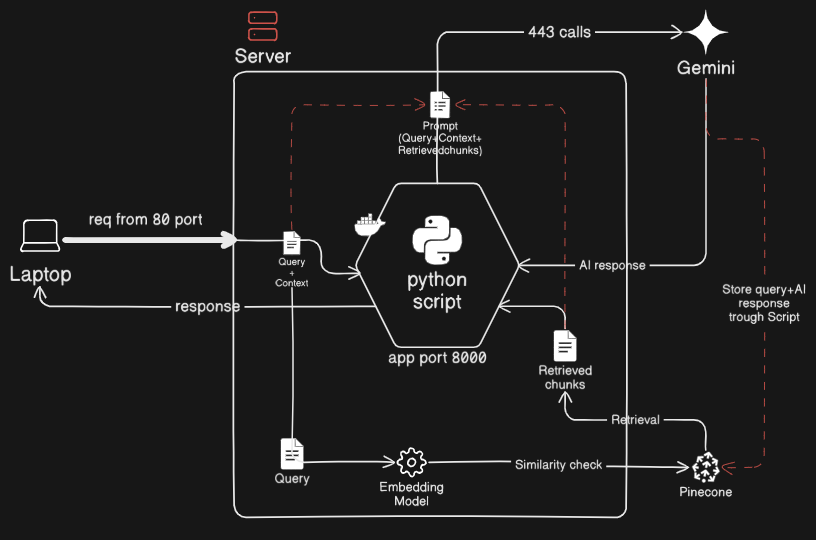 443 calls
Server
Gemini
Prompt
(Query+Context+
Retrievedchunks)
req from 80 port
Query
+
Context
Laptop
python
script
AI response
response
Store query+AI
response
trough Script
app port 8000
Retrieved
chunks
Retrieval
Query
Embedding
Model
Similarity check
Pinecone